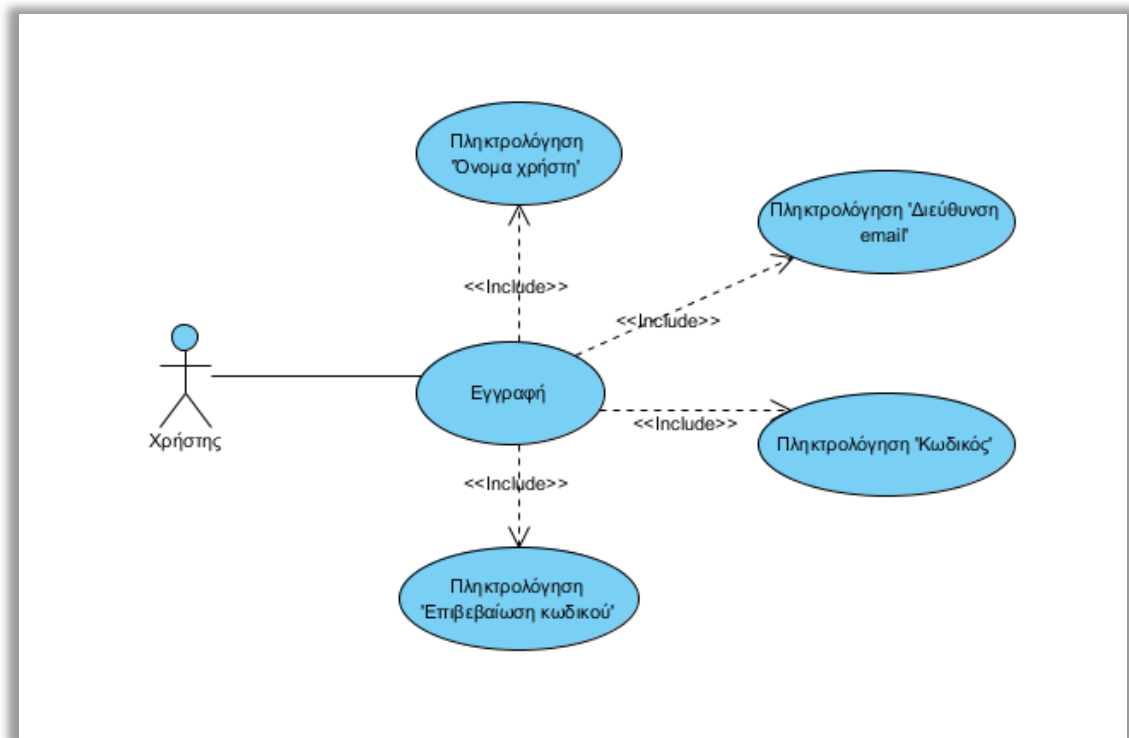 Πληκτρολόγηση
'Όνομα χρήστη'
Πληκτρολόγηση 'Διεύθυνση
email'
<<Include>>
<<Include>>
Εγγραφή
<<Include>>
Πληκτρολόγηση 'Κωδικός'
Χρήστης
<<Include>>
Πληκτρολόγηση
'Επιβεβαίωση κωδικού'